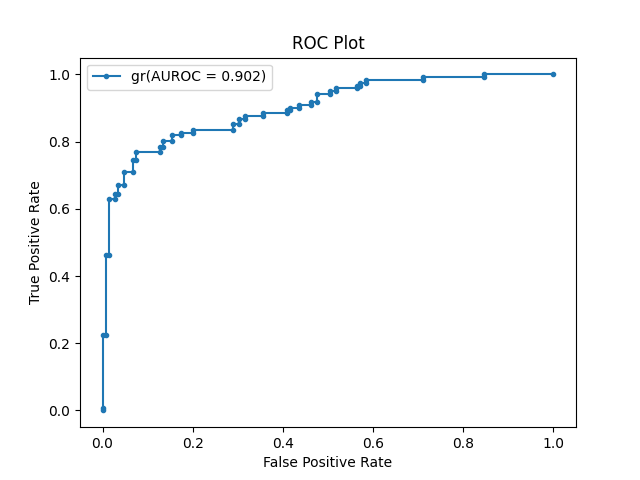 ROC Plot
gr(AUROC = 0.902)
1.0
0.8
0.6
0.4
0.2
0.0
True Positive Rate
0.0 0.2 0.4 0.6 0.8 1.0
False Positive Rate